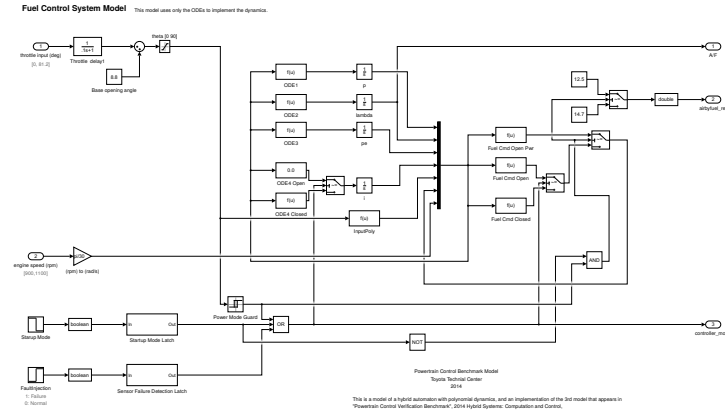 Fuel Control System Model
This model uses only the ODEs to implement the dynamics.
theta [0 90]
1
throttle input (deg)
[0, 81.2]
1
1s+1
Throttle delay1
8.8
Base opening angle
f(u)
ODE1
p
1
A/F
f(u)
ODE2
lambda
f(u)
ODE3
pe
12.5
14.7
double
2
airbyfuel_re
f(u)
Fuel Cmd Open Pwr
0.0
ODE4 Open
f(u)
Fuel Cmd Open
f(u)
ODE4 Closed
i
f(u)
Fuel Cmd Closed
f(u)
InputPoly
2
engine speed (rpm)
[900,1100]
(rpm) to (rad/s)
AND
Power Mode Guard
Startup Mode
boolean
In
Out
Startup Mode Latch
OR
3
controller_mo
NOT
FaultInjection
1: Failure
0: Normal
boolean
In
Out
Sensor Failure Detection Latch
Powertrain Control Benchmark Model
Toyota Technical Center
2014
This is a model of a hybrid automaton with polynomial dynamics, and an implementation of the 3rd model that appears in
"Powertrain Control Verification Benchmark", 2014 Hybrid Systems: Computation and Control,